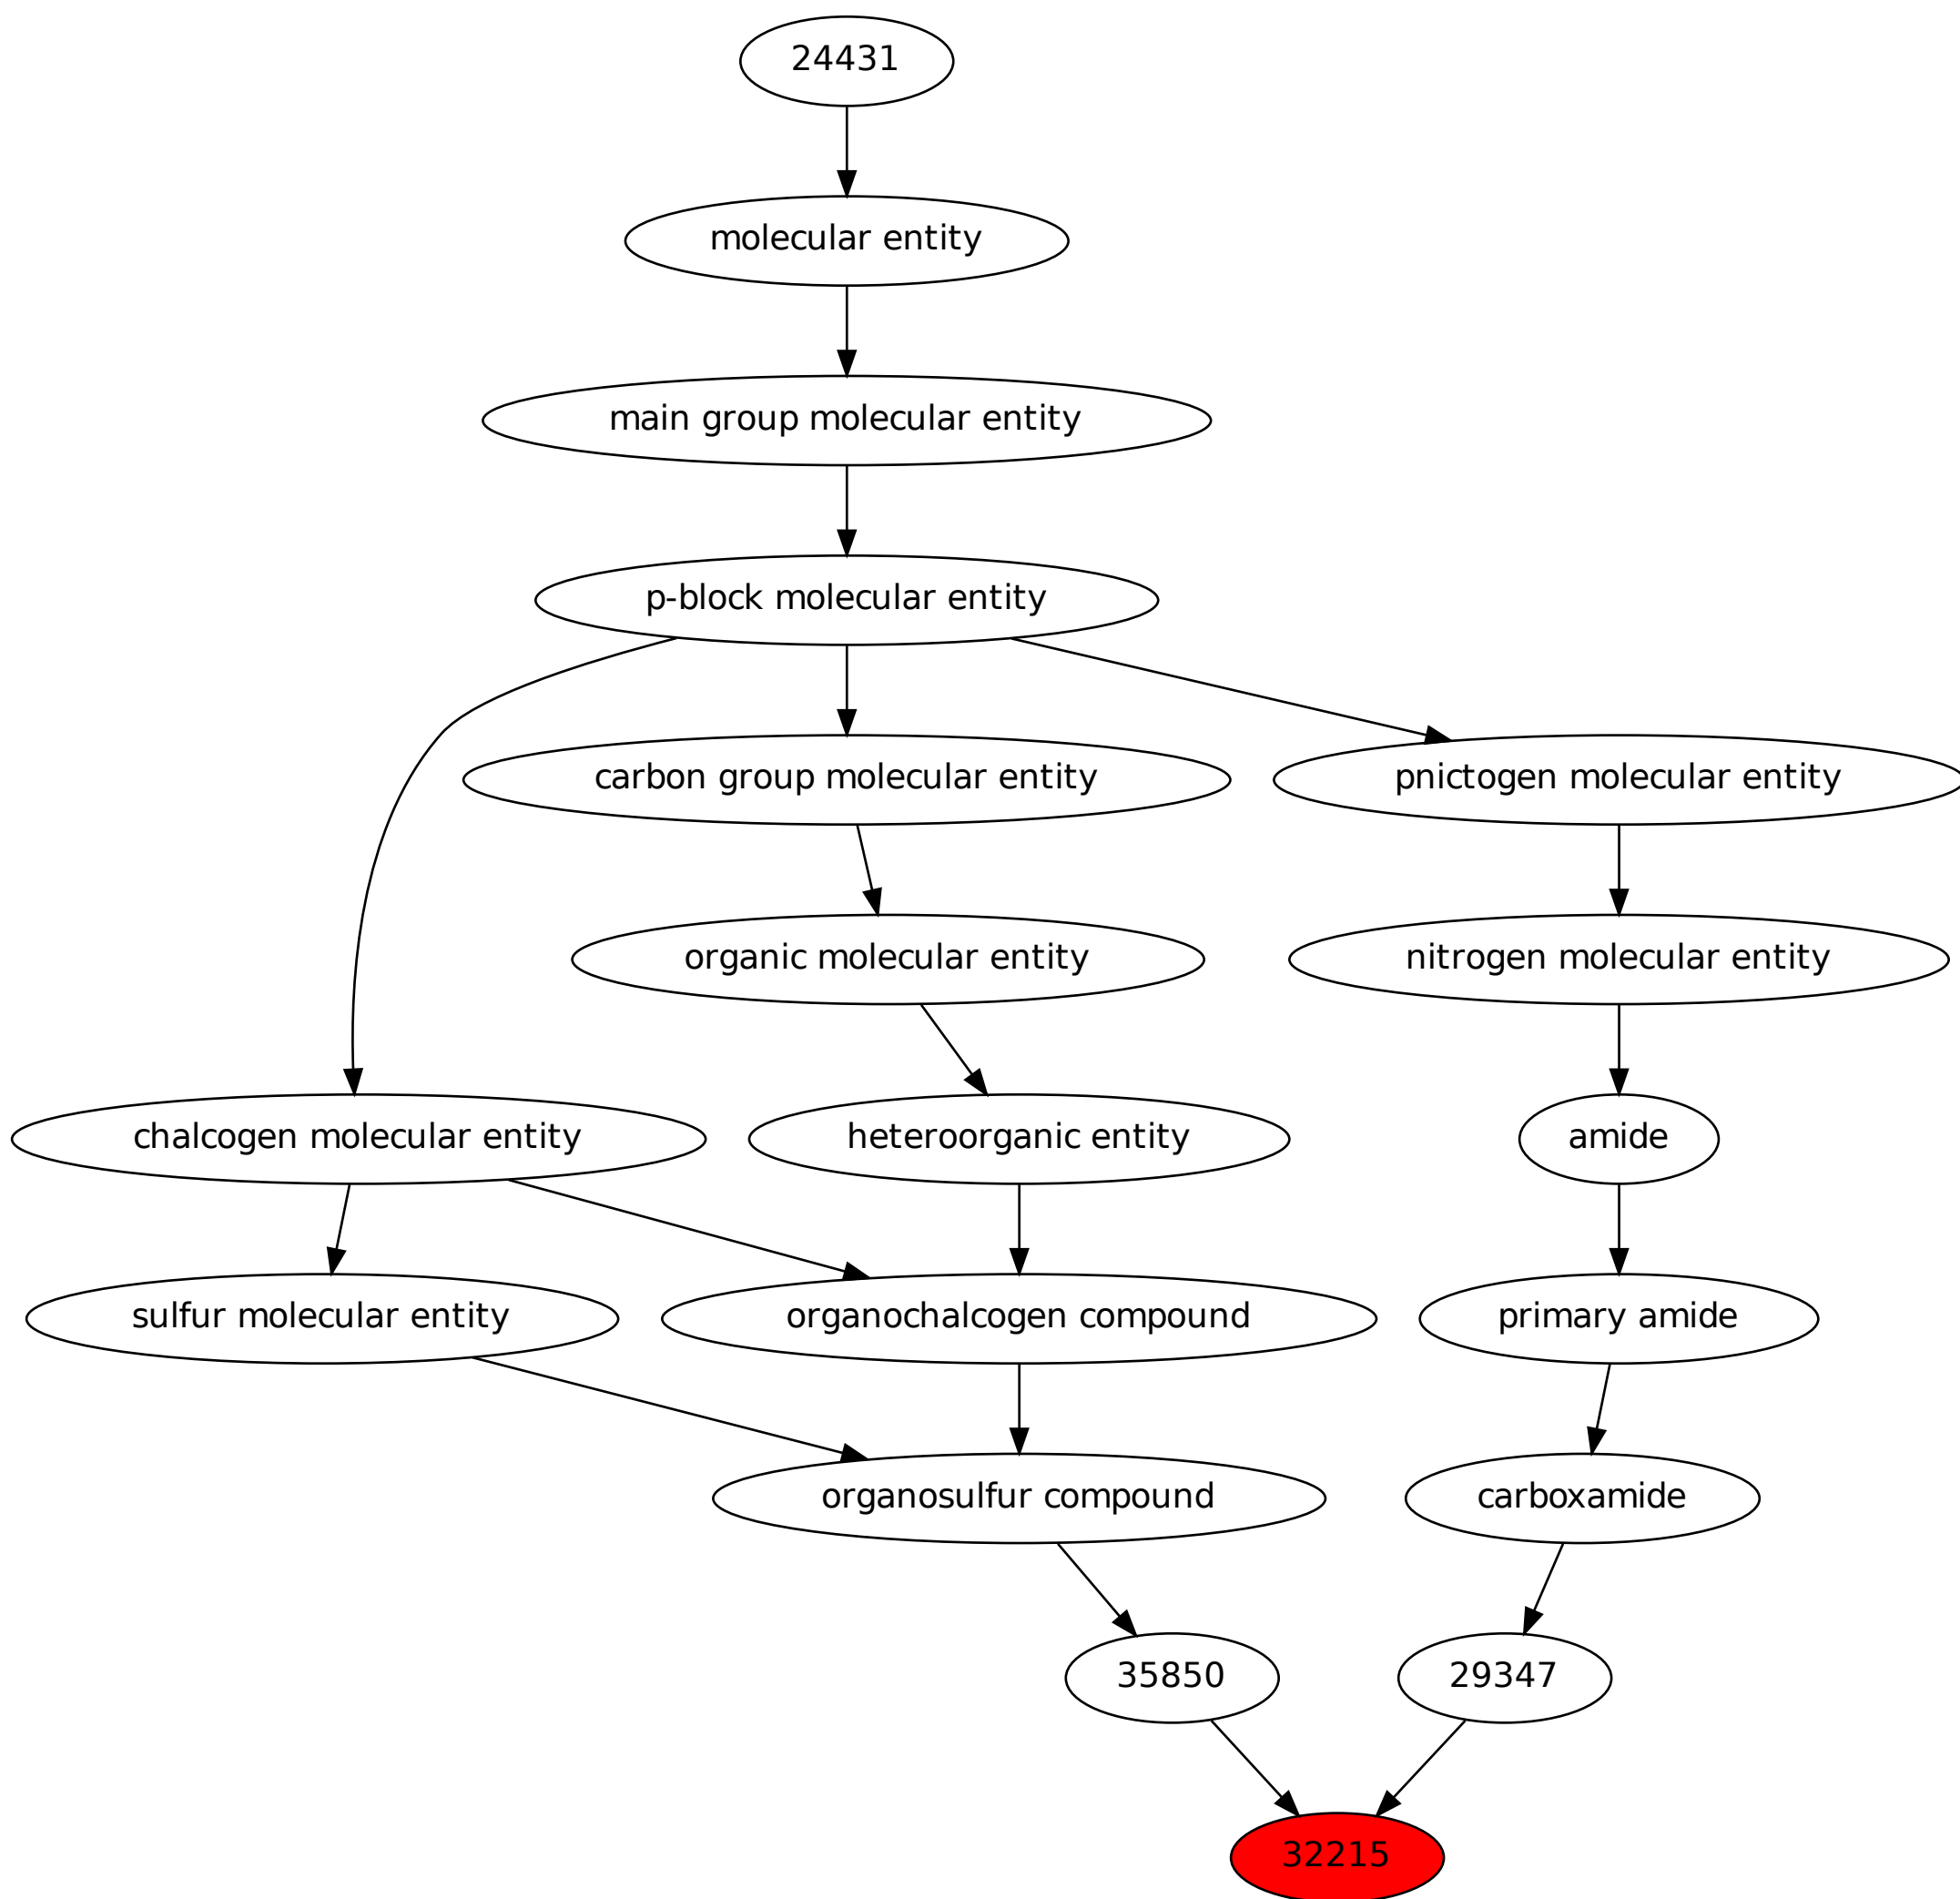 24431
molecular entity
main group molecular entity
p-block molecular entity
carbon group molecular entity
pnictogen molecular entity
organic molecular entity
nitrogen molecular entity
chalcogen molecular entity
heteroorganic entity
amide
sulfur molecular entity
organochalcogen compound
primary amide
organosulfur compound
carboxamide
35850
29347
32215